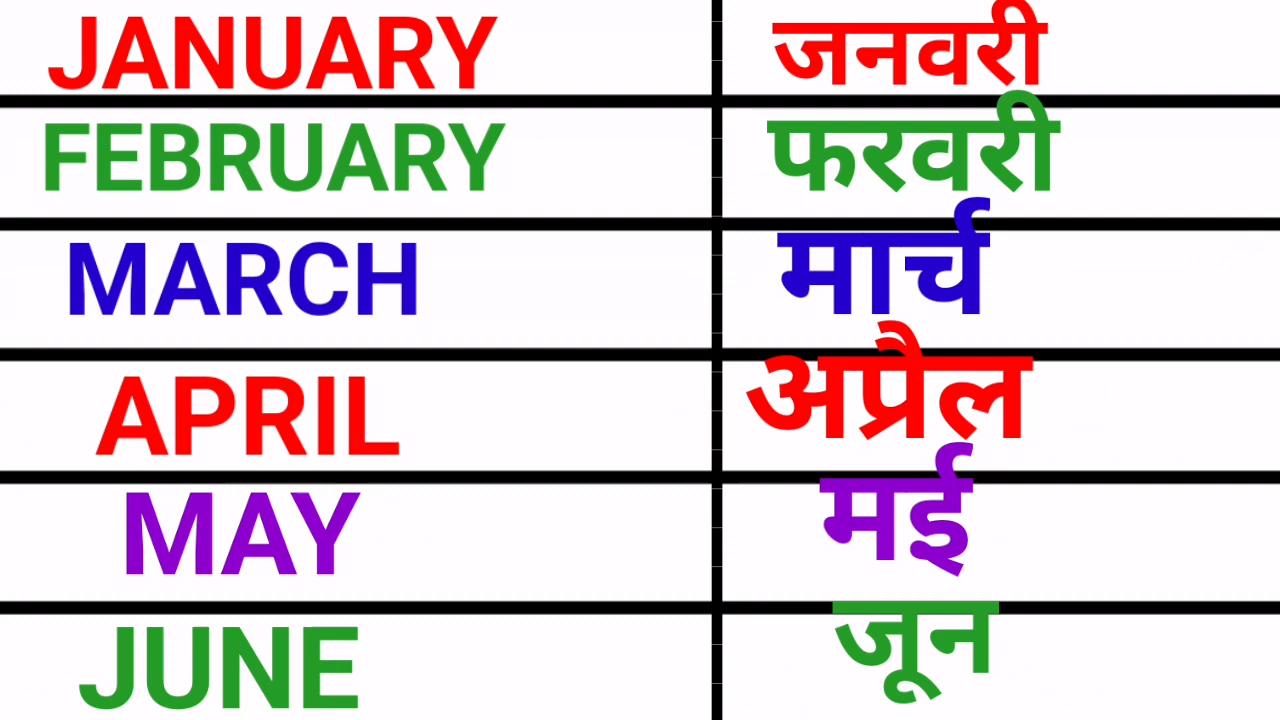 JANUARY जनवरी
FEBRUARY फरवरी
MARCH मार्च
APRIL अप्रैल
MAY मई
JUNE जून